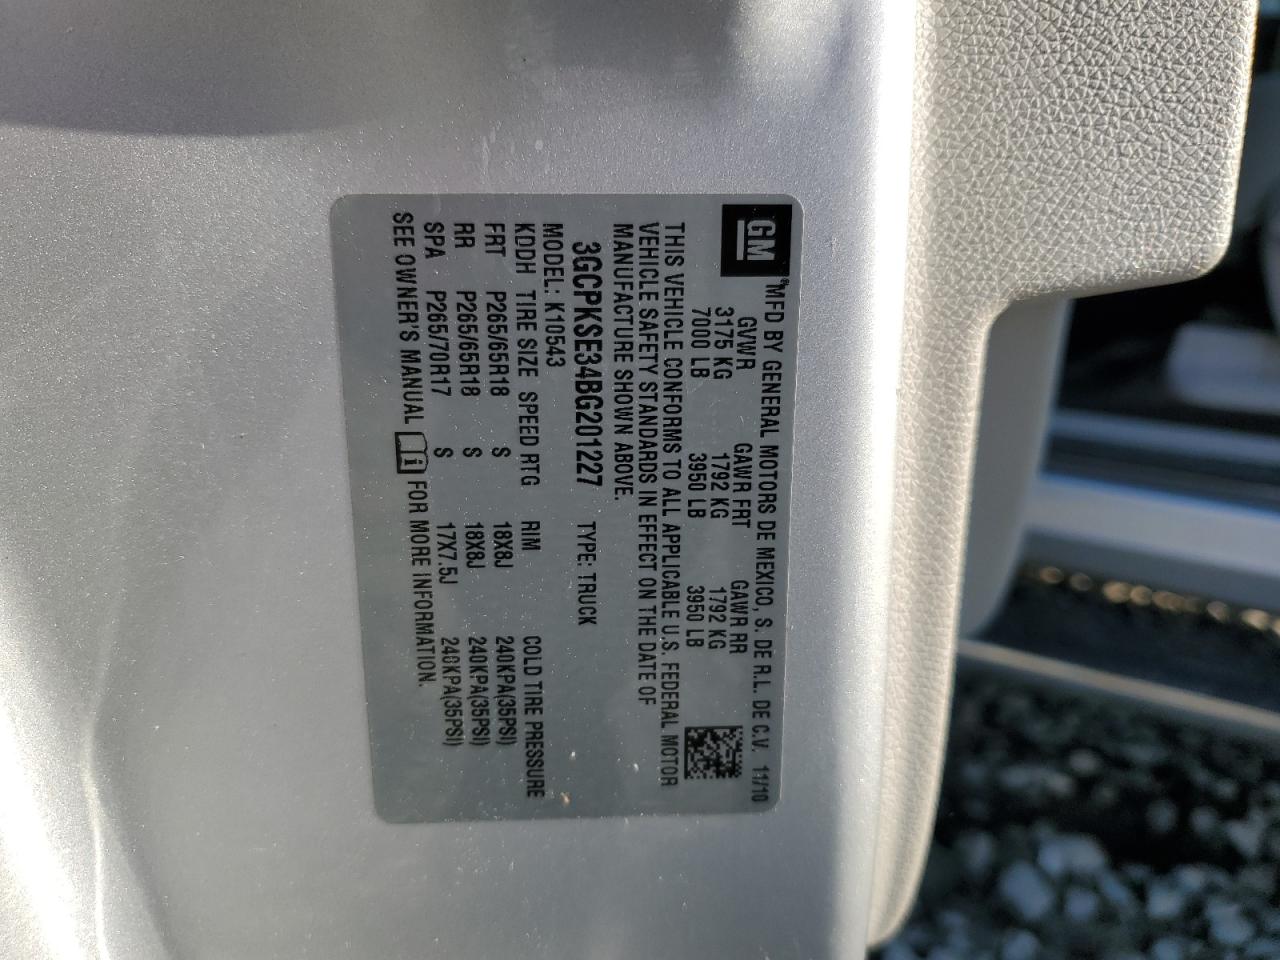 GM
MFD BY GENERAL MOTORS DE MEXICO, S. DE R.L. DE C.V. 11/10
GVWR GAWR FRT GAWR RR
3175 KG 1792 KG 1792 KG
7000 LB 3950 LB 3950 LB
THIS VEHICLE CONFORMS TO ALL APPLICABLE U.S. FEDERAL MOTOR
VEHICLE SAFETY STANDARDS IN EFFECT ON THE DATE OF
MANUFACTURE SHOWN ABOVE.
3GCPKSE34BG201227 TYPE: TRUCK
MODEL: K10543
KDDH TIRE SIZE SPEED RTG RIM COLD TIRE PRESSURE
FRT P265/65R18 S 18X8J 240KPA(35PSI)
RR P265/65R18 S 18X8J 240KPA(35PSI)
SPA P265/70R17 S 17X7.5J 240KPA(35PSI)
SEE OWNER'S MANUAL FOR MORE INFORMATION.